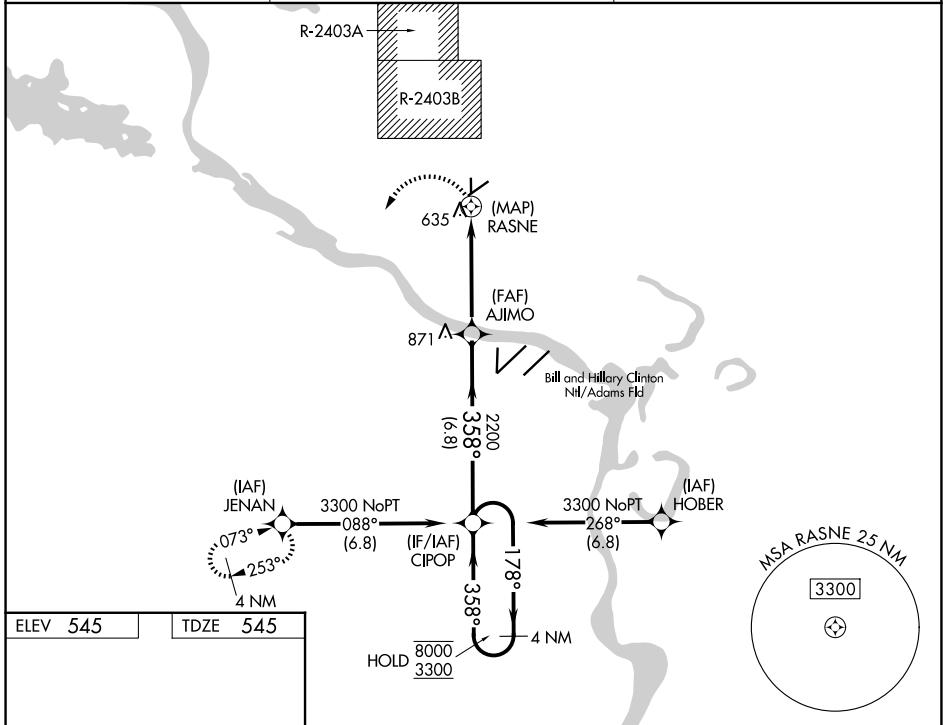 R-2403A
R-2403B
635
(MAP)
RASNE
(FAF)
AJIMO
871
Bill and Hillary Clinton
Ntl/Adams Fld
2200
358°
(6.8)
(IAF)
JENAN
3300 NoPT
088°
(6.8)
(IF/IAF)
CIPOP
3300 NoPT
268°
(6.8)
(IAF)
HOBER
073°
253°
4 NM
178°
358°
4 NM
HOLD
8000
3300
MSA RASNE 25 NM
3300
ELEV 545
TDZE 545